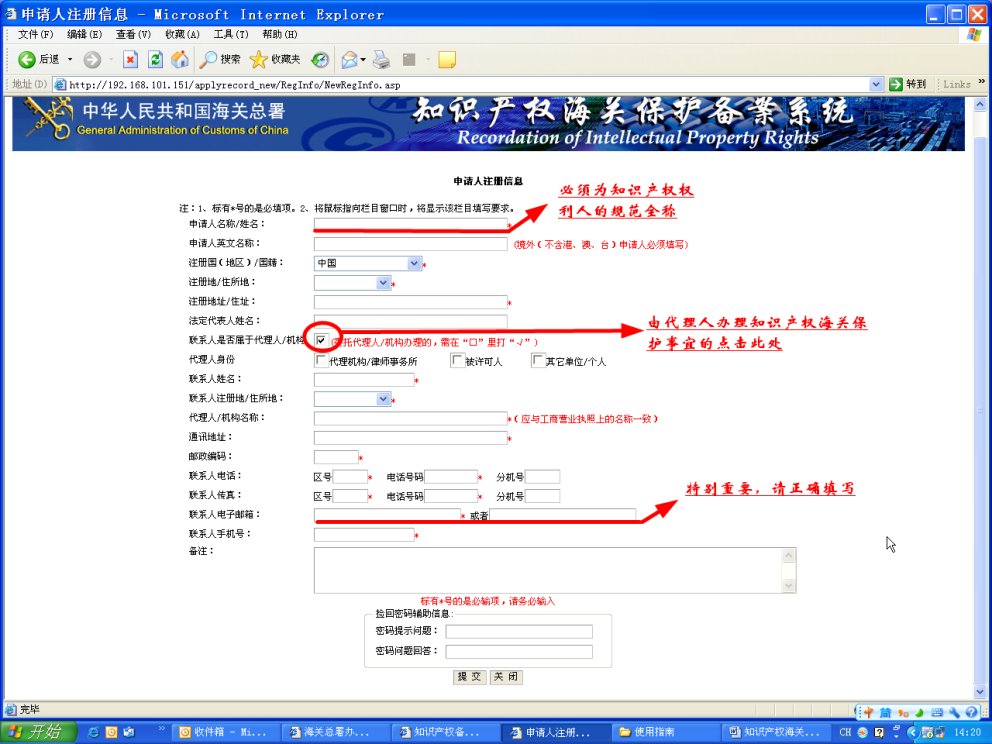 申请人注册信息 - Microsoft Internet Explorer
文件(F) 编辑(E) 查看(V) 收藏(A) 工具(T) 帮助(H)
后退 搜索 收藏夹
地址(D) http://192.168.101.151/applyrecord_new/RegInfo/NewRegInfo.asp 转到 Links »
中华人民共和国海关总署
General Administration of Customs of China
知识产权海关保护备案系统
Recordation of Intellectual Property Rights
申请人注册信息
必须为知识产权权
利人的规范全称
注:1、标有*号的是必填项。2、将鼠标指向栏目窗口时,将显示该栏目填写要求。
申请人名称/姓名: *
申请人英文名称: (境外(不含港、澳、台)申请人必须填写)
注册国(地区)/国籍: 中国 *
注册地/住所地: *
注册地址/住址: *
法定代表人姓名:
由代理人办理知识产权海关保
护事宜的点击此处
联系人是否属于代理人/机构 托代理人/机构办理的,需在“口”里打“√”)
代理人身份 代理机构/律师事务所 被许可人 其它单位/个人
联系人姓名: *
联系人注册地/住所地: *
代理人/机构名称: *(应与工商营业执照上的名称一致)
通讯地址: *
邮政编码: *
联系人电话: 区号 * 电话号码 * 分机号
联系人传真: 区号 * 电话号码 * 分机号
特别重要,请正确填写
联系人电子邮箱: * 或者
联系人手机号: *
备注:
标有*号的是必输项,请务必输入
捡回密码辅助信息:
密码提示问题:
密码问题回答:
提 交 关 闭
完毕
简
开始 » 收件箱 - Mi... 海关总署办... 知识产权备... 申请人注册... 使用指南 知识产权海关... CH 14:20